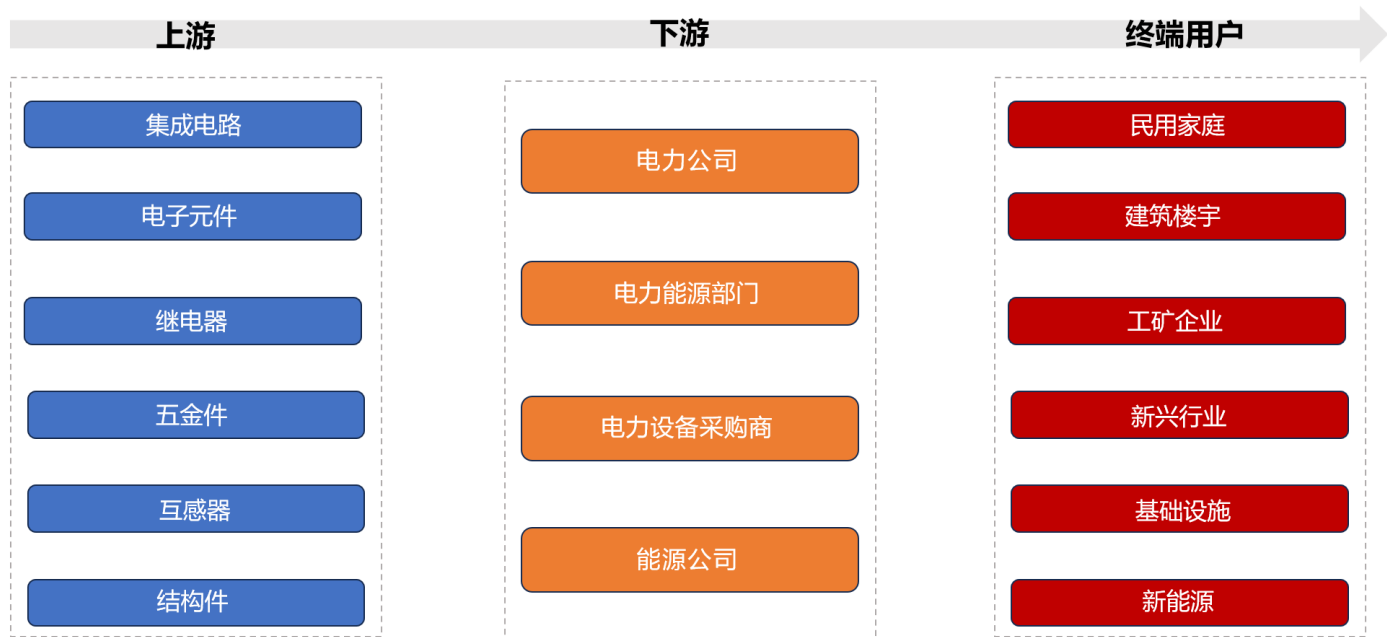 上游
下游
终端用户
集成电路
电子元件
继电器
五金件
互感器
结构件
电力公司
电力能源部门
电力设备采购商
能源公司
民用家庭
建筑楼宇
工矿企业
新兴行业
基础设施
新能源